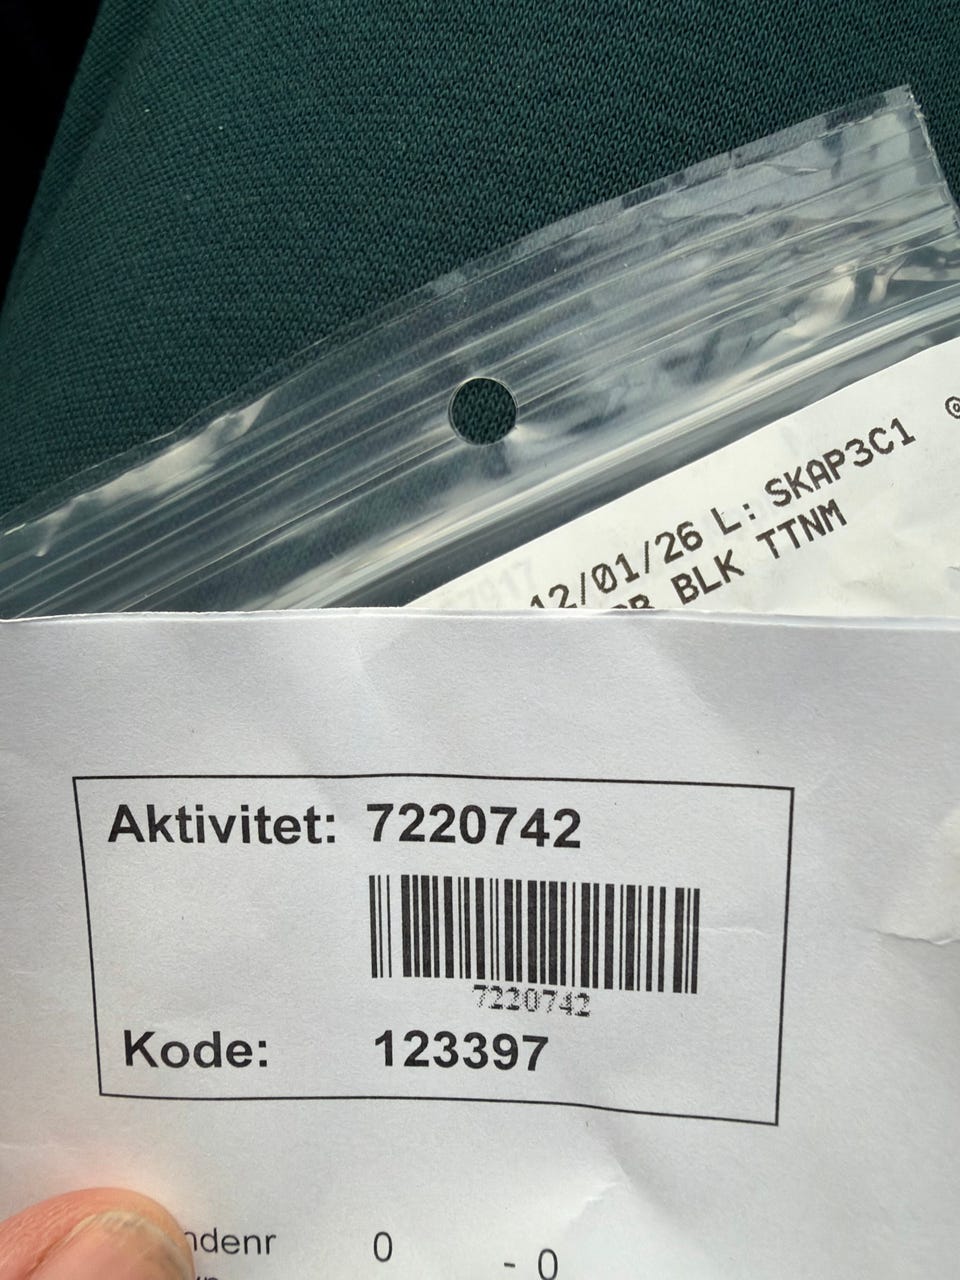 12/01/26 L: SKAP3C1
BLK TTNM
Aktivitet: 7220742
7220742
Kode: 123397
0 - 0